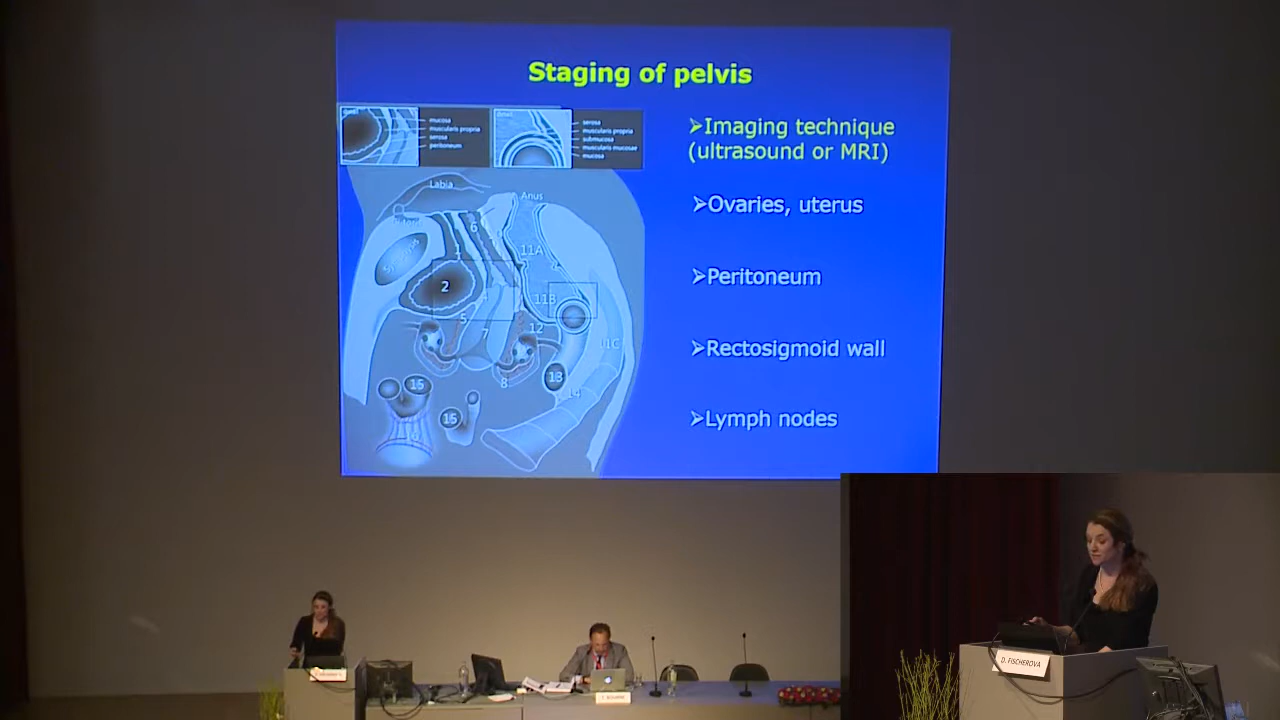 Staging of pelvis
mucosa
muscularis propria
serosa
peritoneum
serosa
muscularis propria
submucosa
muscularis mucosae
mucosa
➢Imaging technique
(ultrasound or MRI)
➢Ovaries, uterus
➢Peritoneum
➢Rectosigmoid wall
➢Lymph nodes
Labia
Anus
6
1
11A
2
11B
5
12
7
11C
8
13
14
15
15
D. FISCHEROVA